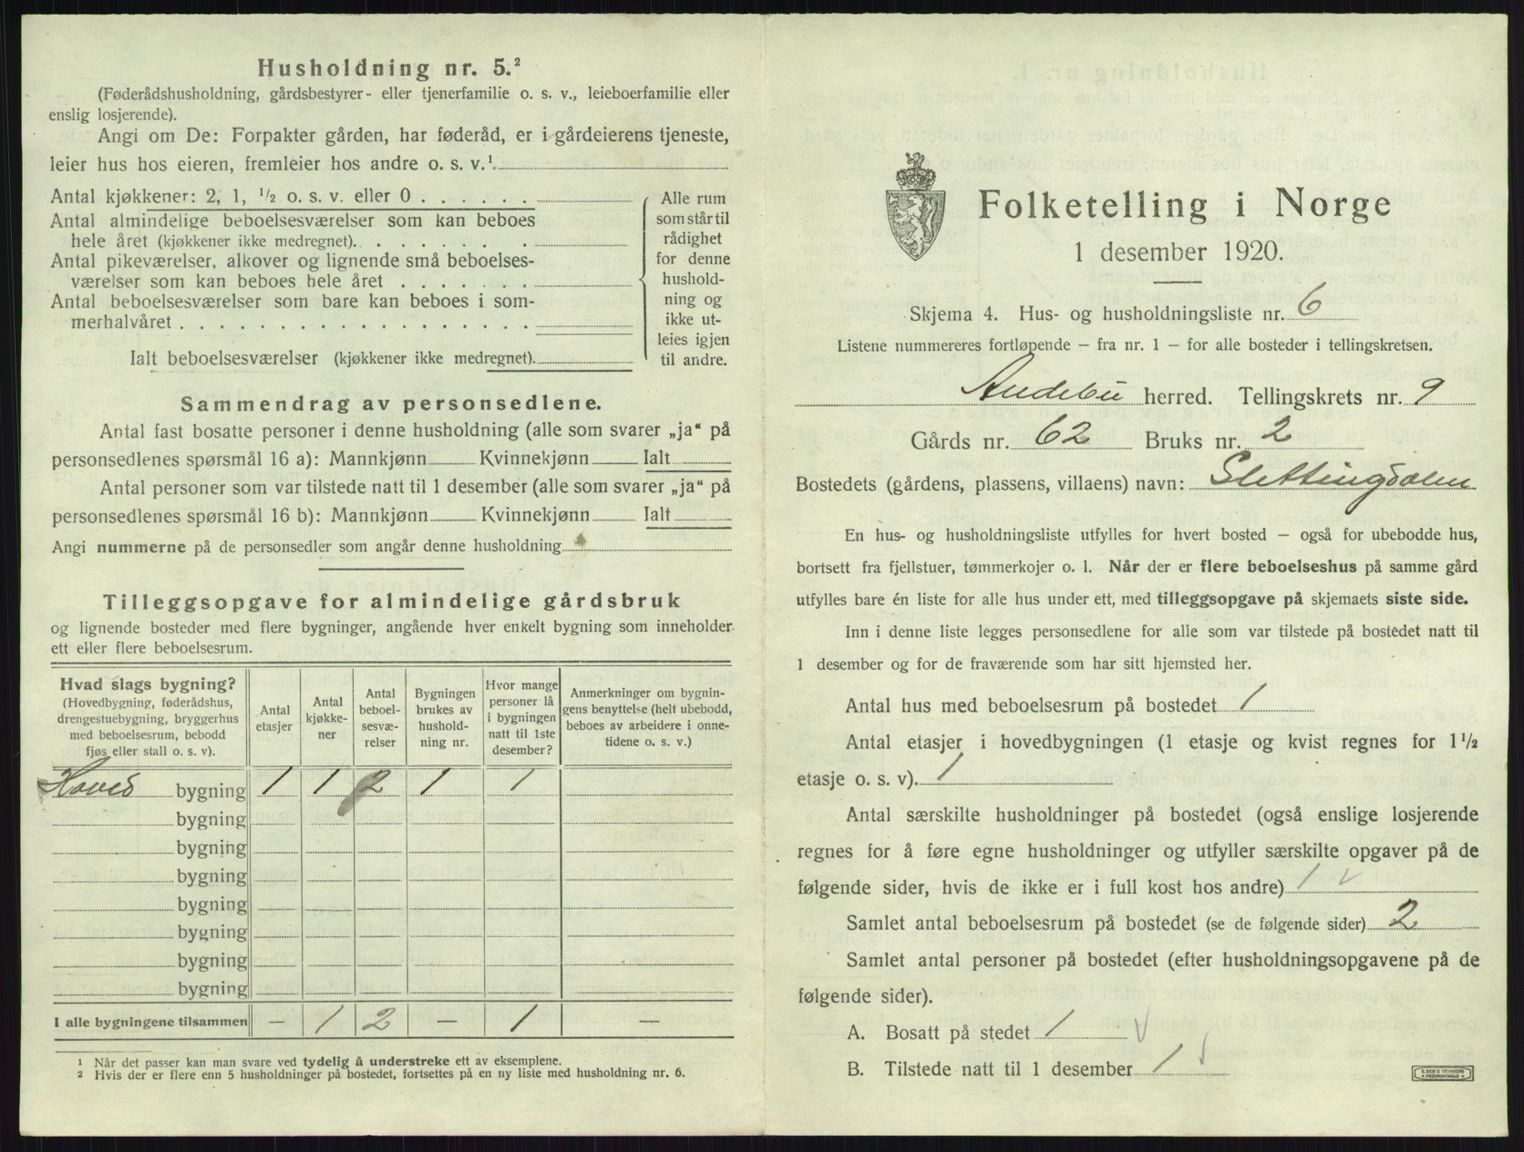 Husholdning nr. 5.²
(Føderådshusholdning, gårdsbestyrer- eller tjenerfamilie o. s. v., leieboerfamilie eller
enslig losjerende).
Angi om De: Forpakter gården, har føderåd, er i gårdeierens tjeneste,
leier hus hos eieren, fremleier hos andre o. s. v.¹
Antal kjøkkener: 2, 1, ½ o. s. v. eller 0 . . . . . .
Antal almindelige beboelsesværelser som kan beboes
hele året (kjøkkener ikke medregnet). . . . . . . .
Antal pikeværelser, alkover og lignende små beboelses-
værelser som kan beboes hele året . . . . . . .
Antal beboelsesværelser som bare kan beboes i som-
merhalvåret . . . . . . . . . . . . . . . . .
Ialt beboelsesværelser (kjøkkener ikke medregnet).
Alle rum
som står til
rådighet
for denne
hushold-
ning og
ikke ut-
leies igjen
til andre.
Sammendrag av personsedlene.
Antal fast bosatte personer i denne husholdning (alle som svarer „ja“ på
personsedlenes spørsmål 16 a): Mannkjønn Kvinnekjønn Ialt
Antal personer som var tilstede natt til 1 desember (alle som svarer „ja“ på
personsedlenes spørsmål 16 b): Mannkjønn Kvinnekjønn Ialt
Angi nummerne på de personsedler som angår denne husholdning
Tilleggsopgave for almindelige gårdsbruk
og lignende bosteder med flere bygninger, angående hver enkelt bygning som inneholder
ett eller flere beboelsesrum.
Hvad slags bygning?
(Hovedbygning, føderådshus,
drengestuebygning, bryggerhus
med beboelsesrum, bebodd
fjøs eller stall o. s. v).
Antal
etasjer
Antal
kjøkke-
ner
Antal
beboel-
sesvæ-
relser
Bygningen
brukes av
hushold-
ning nr.
Hvor mange
personer lå
i bygningen
natt til 1ste
desember?
Anmerkninger om bygnin-
gens benyttelse (helt ubebodd,
beboes av arbeidere i onne-
tidene o. s. v.)
Hoved bygning 1 1 2 1 1
bygning
bygning
bygning
bygning
bygning
bygning
bygning
I alle bygningene tilsammen — 1 2 — 1 —
¹ Når det passer kan man svare ved tydelig å understreke ett av eksemplene.
² Hvis der er flere enn 5 husholdninger på bostedet, fortsettes på en ny liste med husholdning nr. 6.
Folketelling i Norge
1 desember 1920.
Skjema 4. Hus- og husholdningsliste nr. 6
Listene nummereres fortløpende — fra nr. 1 — for alle bosteder i tellingskretsen.
Andebu herred. Tellingskrets nr. 9
Gårds nr. 62 Bruks nr. 2
Bostedets (gårdens, plassens, villaens) navn: Slettingdalen
En hus- og husholdningsliste utfylles for hvert bosted — også for ubebodde hus,
bortsett fra fjellstuer, tømmerkojer o. l. Når der er flere beboelseshus på samme gård
utfylles bare én liste for alle hus under ett, med tilleggsopgave på skjemaets siste side.
Inn i denne liste legges personsedlene for alle som var tilstede på bostedet natt til
1 desember og for de fraværende som har sitt hjemsted her.
Antal hus med beboelsesrum på bostedet 1
Antal etasjer i hovedbygningen (1 etasje og kvist regnes for 1½
etasje o. s. v). 1
Antal særskilte husholdninger på bostedet (også enslige losjerende
regnes for å føre egne husholdninger og utfyller særskilte opgaver på de
følgende sider, hvis de ikke er i full kost hos andre) 1 √
Samlet antal beboelsesrum på bostedet (se de følgende sider) 2
Samlet antal personer på bostedet (efter husholdningsopgavene på de
følgende sider).
A. Bosatt på stedet 1 √
B. Tilstede natt til 1 desember 1 √